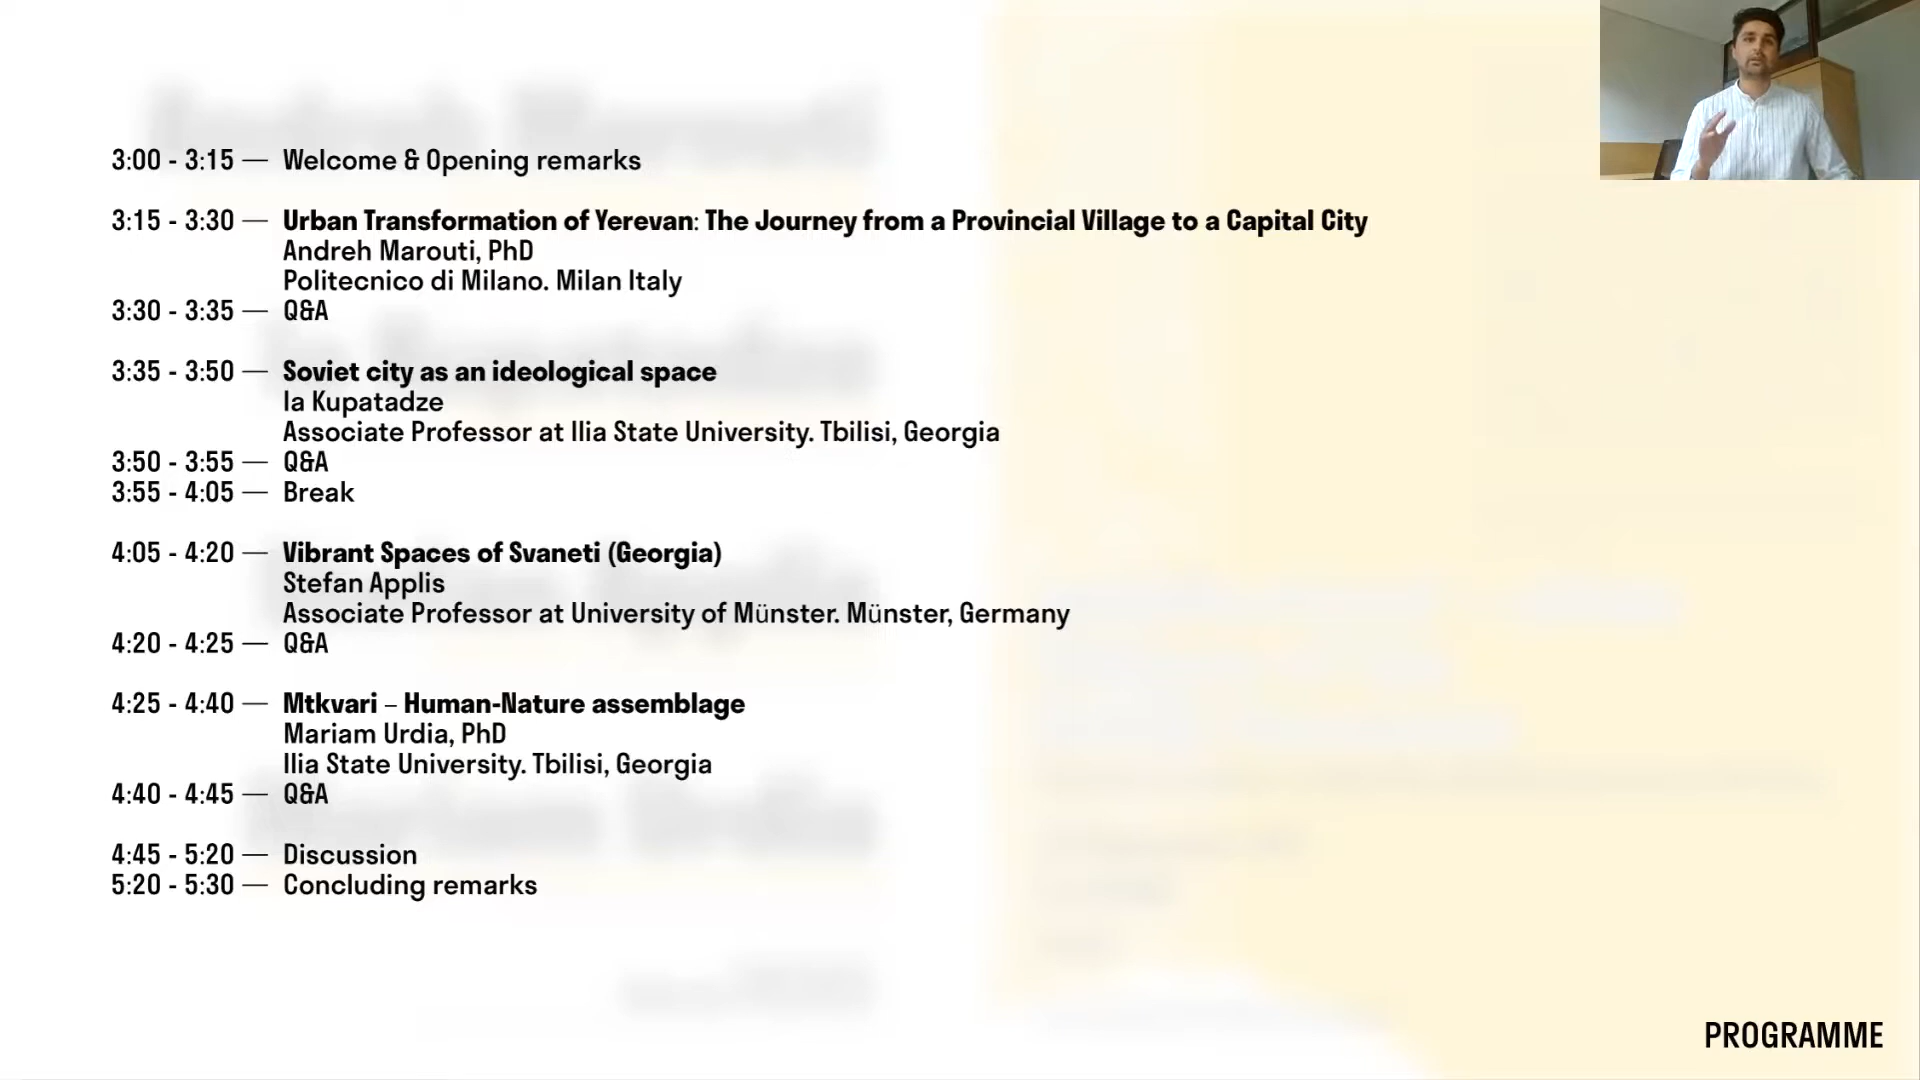 3:00 - 3:15 — Welcome & Opening remarks
3:15 - 3:30 — Urban Transformation of Yerevan: The Journey from a Provincial Village to a Capital City
Andreh Marouti, PhD
Politecnico di Milano. Milan Italy
3:30 - 3:35 — Q&A
3:35 - 3:50 — Soviet city as an ideological space
Ia Kupatadze
Associate Professor at Ilia State University. Tbilisi, Georgia
3:50 - 3:55 — Q&A
3:55 - 4:05 — Break
4:05 - 4:20 — Vibrant Spaces of Svaneti (Georgia)
Stefan Applis
Associate Professor at University of Münster. Münster, Germany
4:20 - 4:25 — Q&A
4:25 - 4:40 — Mtkvari – Human-Nature assemblage
Mariam Urdia, PhD
Ilia State University. Tbilisi, Georgia
4:40 - 4:45 — Q&A
4:45 - 5:20 — Discussion
5:20 - 5:30 — Concluding remarks
PROGRAMME